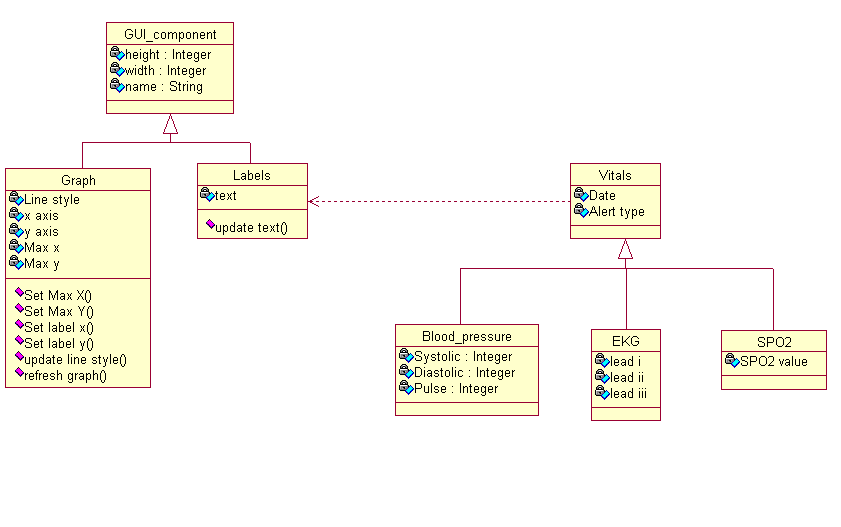 GUI_component
height : Integer
width : Integer
name : String
Graph
Line style
x axis
y axis
Max x
Max y
Set Max X()
Set Max Y()
Set label x()
Set label y()
update line style()
refresh graph()
Labels
text
update text()
Vitals
Date
Alert type
Blood_pressure
Systolic : Integer
Diastolic : Integer
Pulse : Integer
EKG
lead i
lead ii
lead iii
SPO2
SPO2 value